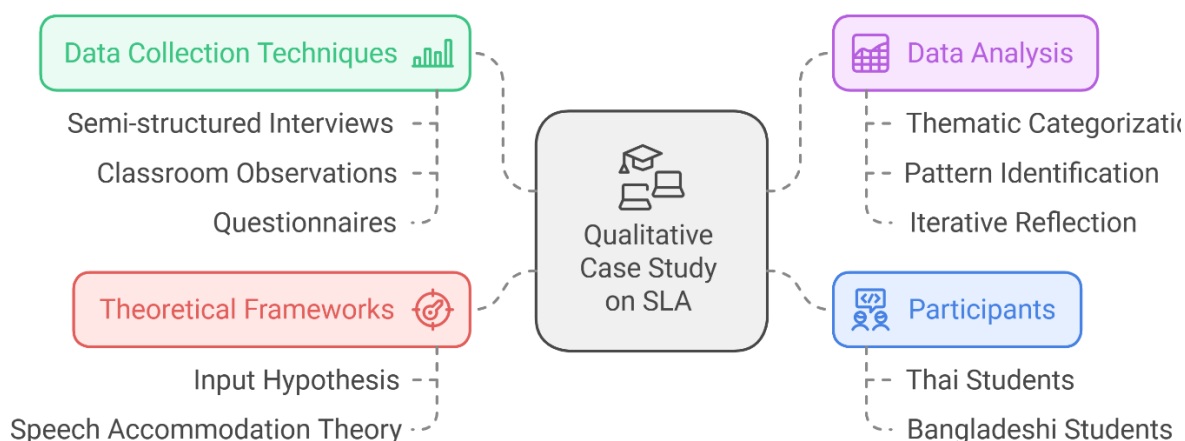 Data Collection Techniques
Semi-structured Interviews
Classroom Observations
Questionnaires
Theoretical Frameworks
Input Hypothesis
Speech Accommodation Theory
Qualitative
Case Study
on SLA
Data Analysis
Thematic Categorizatio
Pattern Identification
Iterative Reflection
Participants
Thai Students
Bangladeshi Students